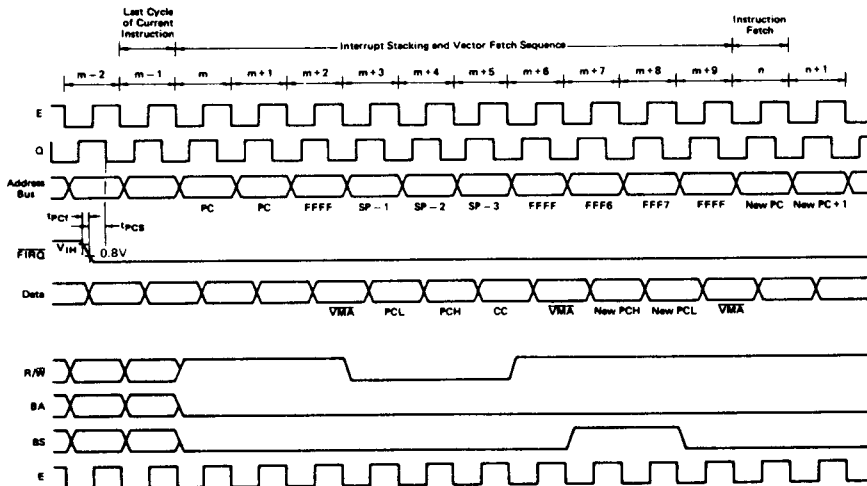 Last Cycle
of Current
Instruction
Instruction
Fetch
Interrupt Stacking and Vector Fetch Sequence
m-2 m-1 m m+1 m+2 m+3 m+4 m+5 m+6 m+7 m+8 m+9 n n+1
E
Q
Address
Bus
PC PC FFFF SP-1 SP-2 SP-3 FFFF FFF6 FFF7 FFFF New PC New PC+1
tPCf tPCS
VIH
0.8V
FIRQ
Data
VMA PCL PCH CC VMA New PCH New PCL VMA
R/W
BA
BS
E